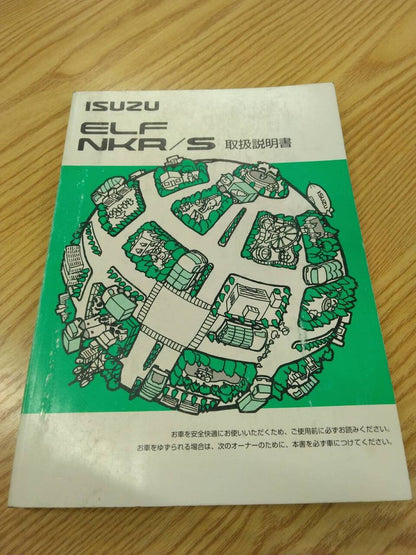 ISUZU
ELF
NKR/S 取扱説明書
ISUZU
お車を安全快適にお使いいただくため、ご使用前に必ずお読みください。
お車をゆずられる場合は、次のオーナーのために、本書を必ず車につけてください。